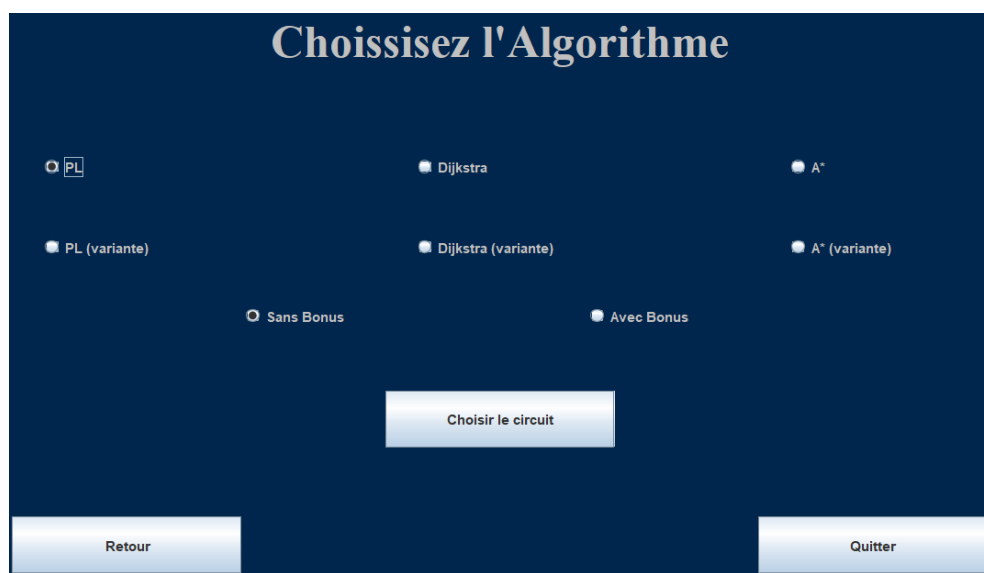 Choissisez l'Algorithme
PL Dijkstra A*
PL (variante) Dijkstra (variante) A* (variante)
Sans Bonus Avec Bonus
Choisir le circuit
Retour Quitter